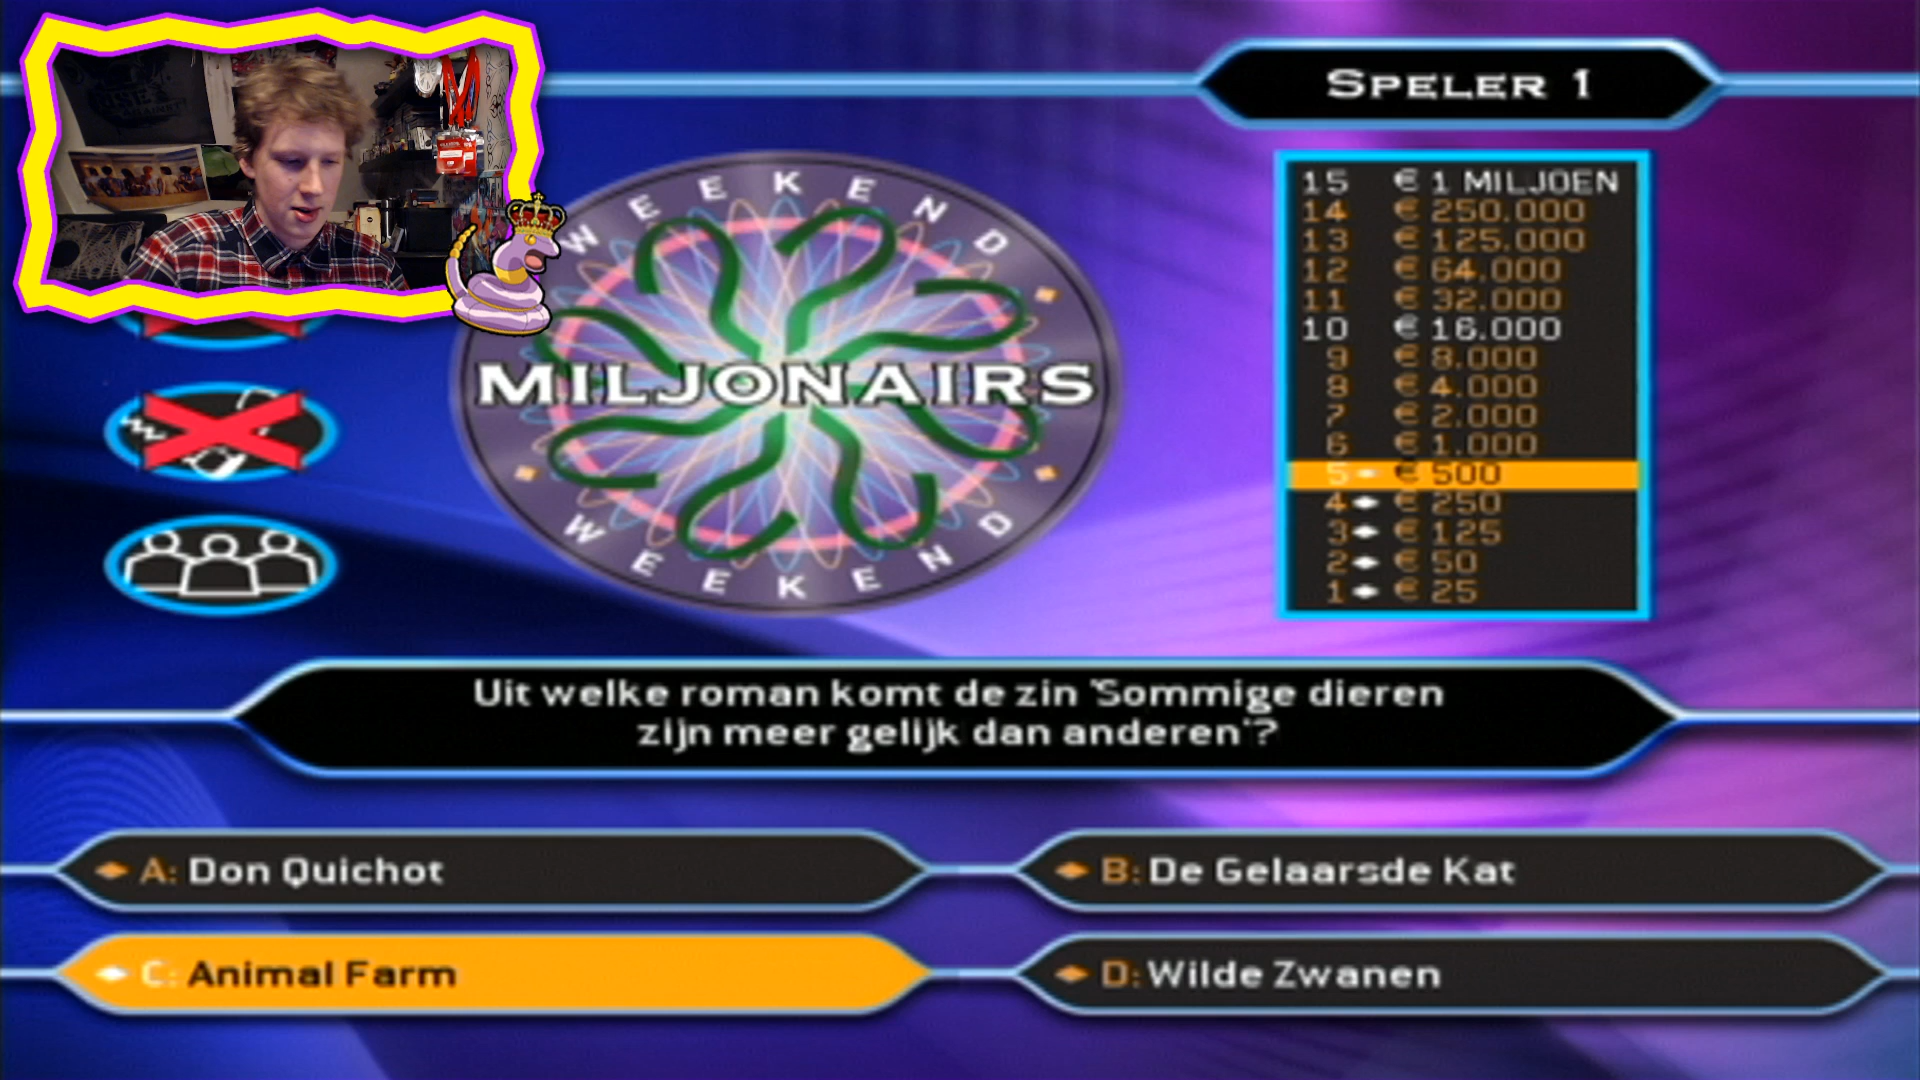 SPELER 1
WEEKEND
MILJONAIRS
WEEKEND
15 € 1 MILJOEN
14 € 250.000
13 € 125.000
12 € 64.000
11 € 32.000
10 € 16.000
9 € 8.000
8 € 4.000
7 € 2.000
6 € 1.000
5 € 500
4 € 250
3 € 125
2 € 50
1 € 25
Uit welke roman komt de zin 'Sommige dieren
zijn meer gelijk dan anderen'?
A: Don Quichot
B: De Gelaarsde Kat
C: Animal Farm
D: Wilde Zwanen